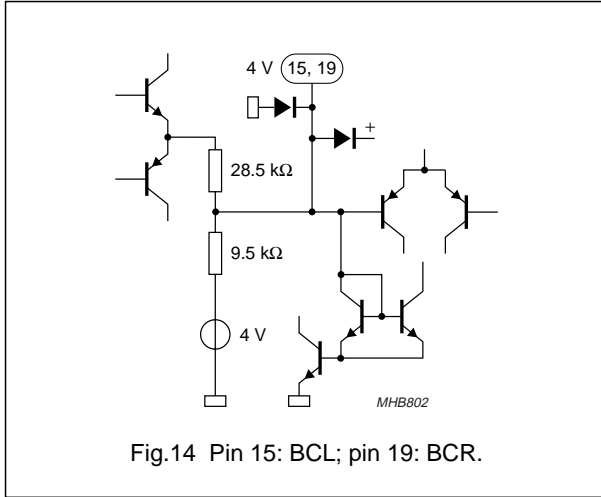 4 V 15, 19
+
28.5 kΩ
9.5 kΩ
4 V
MHB802
Fig.14 Pin 15: BCL; pin 19: BCR.